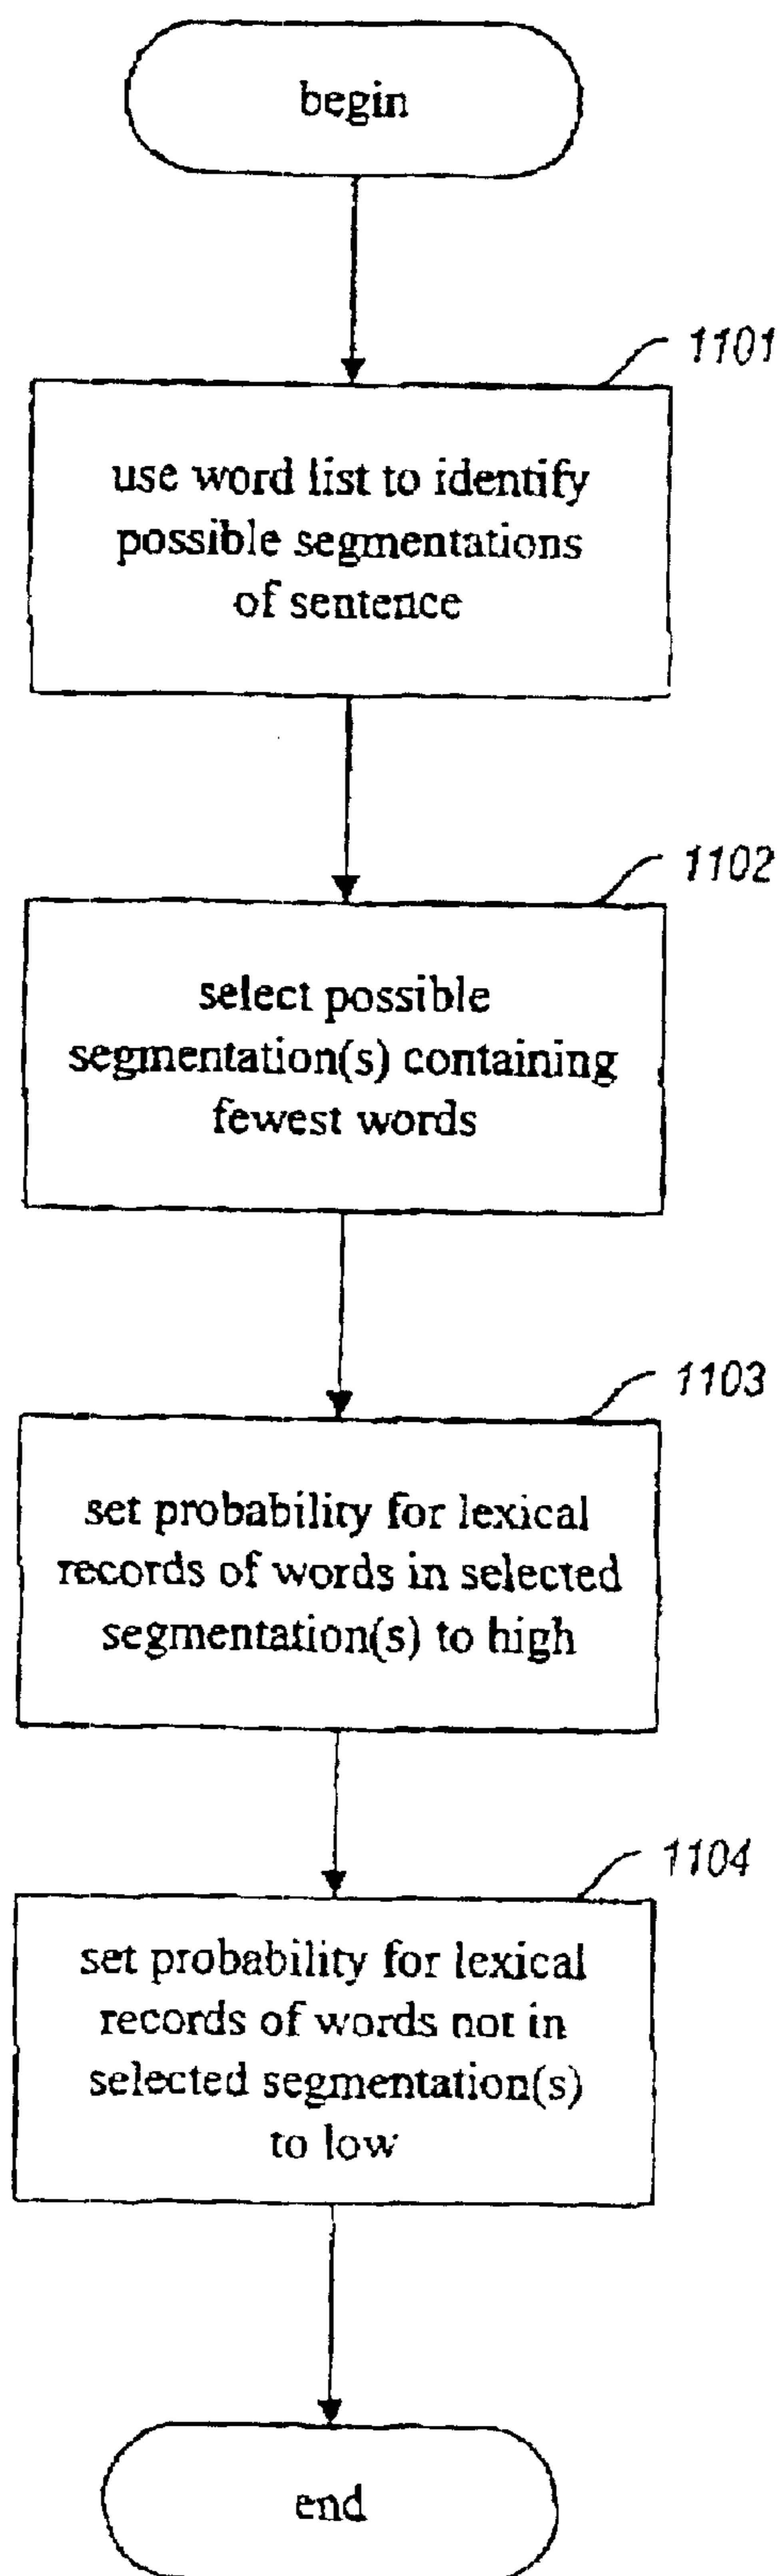 begin
1101
use word list to identify
possible segmentations
of sentence
1102
select possible
segmentation(s) containing
fewest words
1103
set probability for lexical
records of words in selected
segmentation(s) to high
1104
set probability for lexical
records of words not in
selected segmentation(s)
to low
end